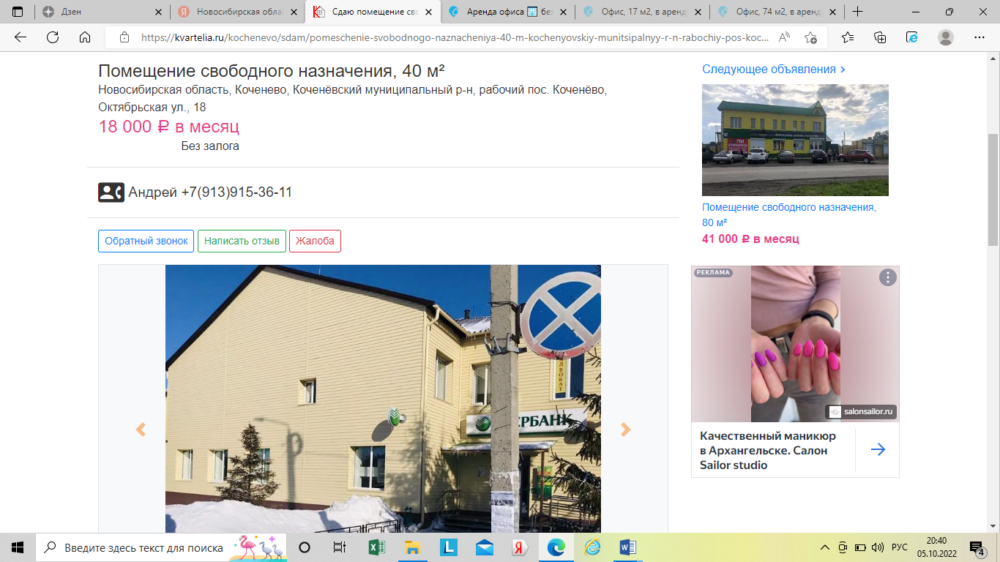 Дзен
Новосибирская обла
Сдаю помещение сво
Аренда офиса
без
Офис, 17 м2, в аренд
Офис, 74 м2, в аренд
https://kvartelia.ru/kochenevo/sdam/pomeschenie-svobodnogo-naznacheniya-40-m-kochenyovskiy-munitsipalnyy-r-n-rabochiy-pos-koc...
Помещение свободного назначения, 40 м²
Новосибирская область, Коченево, Коченёвский муниципальный р-н, рабочий пос. Коченёво,
Октябрьская ул., 18
18 000 ₽ в месяц
Без залога
Андрей +7(913)915-36-11
Обратный звонок
Написать отзыв
Жалоба
АДВОКАТ
ЕРБАНК
Следующее объявления
Помещение свободного назначения,
80 м²
41 000 ₽ в месяц
РЕКЛАМА
salonsailor.ru
Качественный маникюр
в Архангельске. Салон
Sailor studio
Введите здесь текст для поиска
РУС
20:40
05.10.2022
4